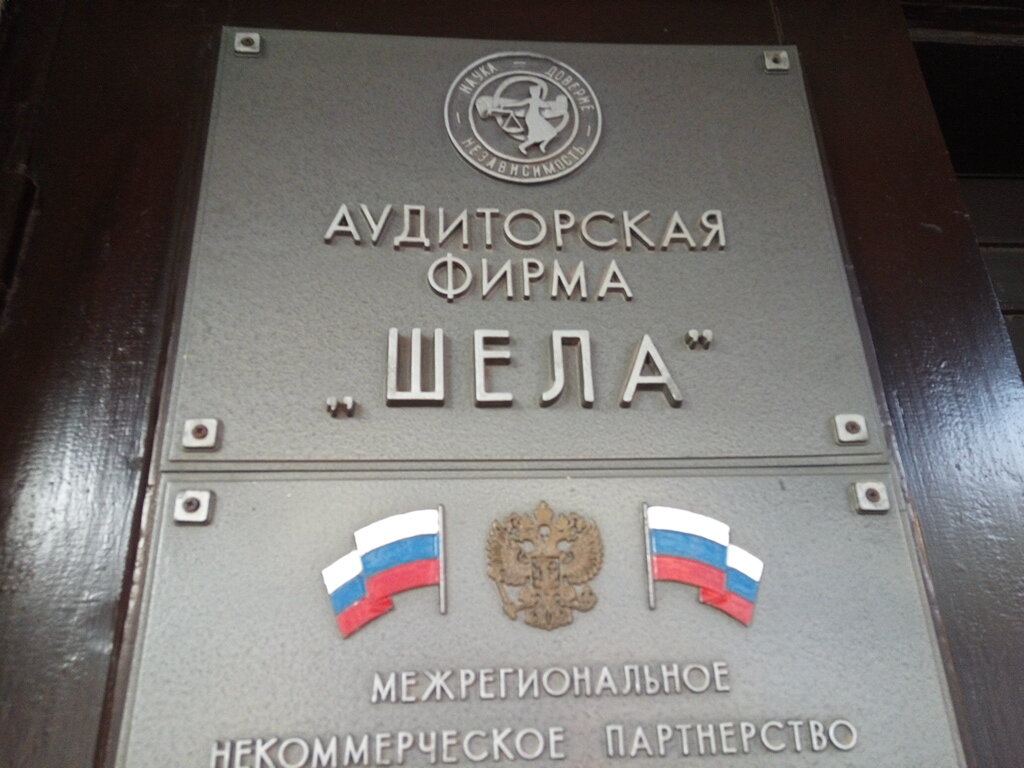 НАУКА – ДОВЕРИЕ – НЕЗАВИСИМОСТЬ –
АУДИТОРСКАЯ
ФИРМА
„ШЕЛА”
МЕЖРЕГИОНАЛЬНОЕ
НЕКОММЕРЧЕСКОЕ ПАРТНЕРСТВО